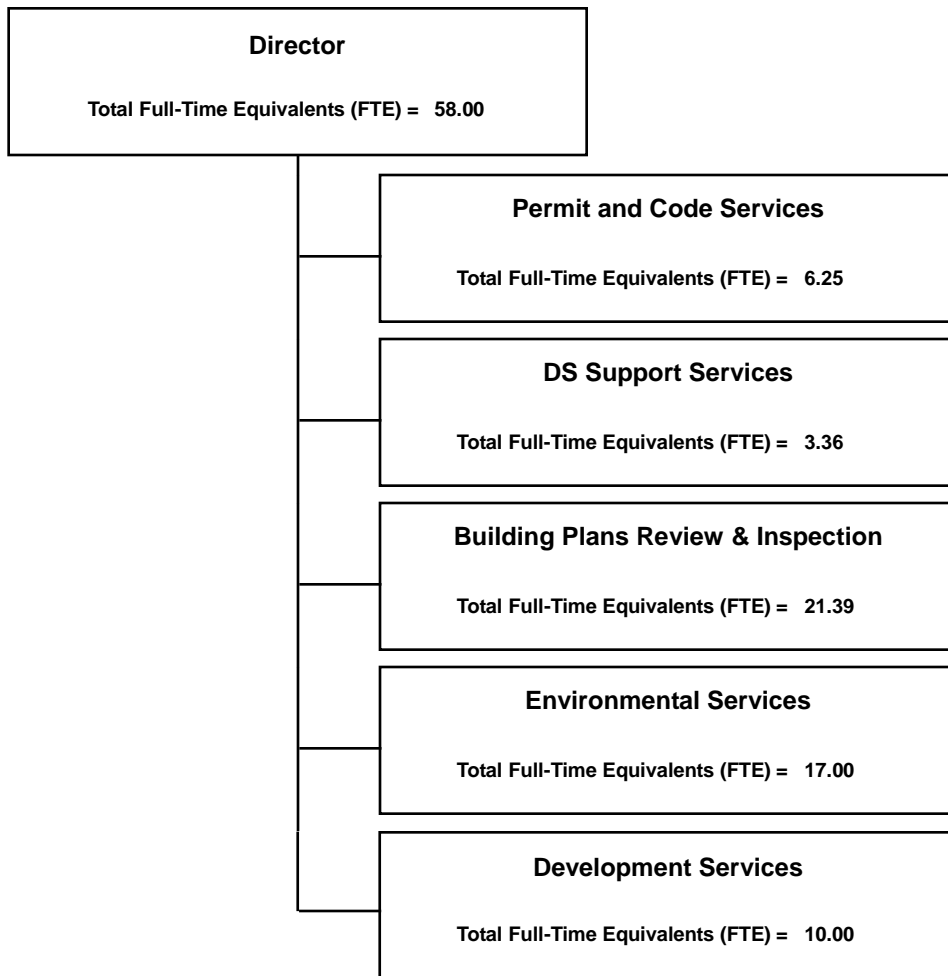 Director
Total Full-Time Equivalents (FTE) = 58.00
Permit and Code Services
Total Full-Time Equivalents (FTE) = 6.25
DS Support Services
Total Full-Time Equivalents (FTE) = 3.36
Building Plans Review & Inspection
Total Full-Time Equivalents (FTE) = 21.39
Environmental Services
Total Full-Time Equivalents (FTE) = 17.00
Development Services
Total Full-Time Equivalents (FTE) = 10.00